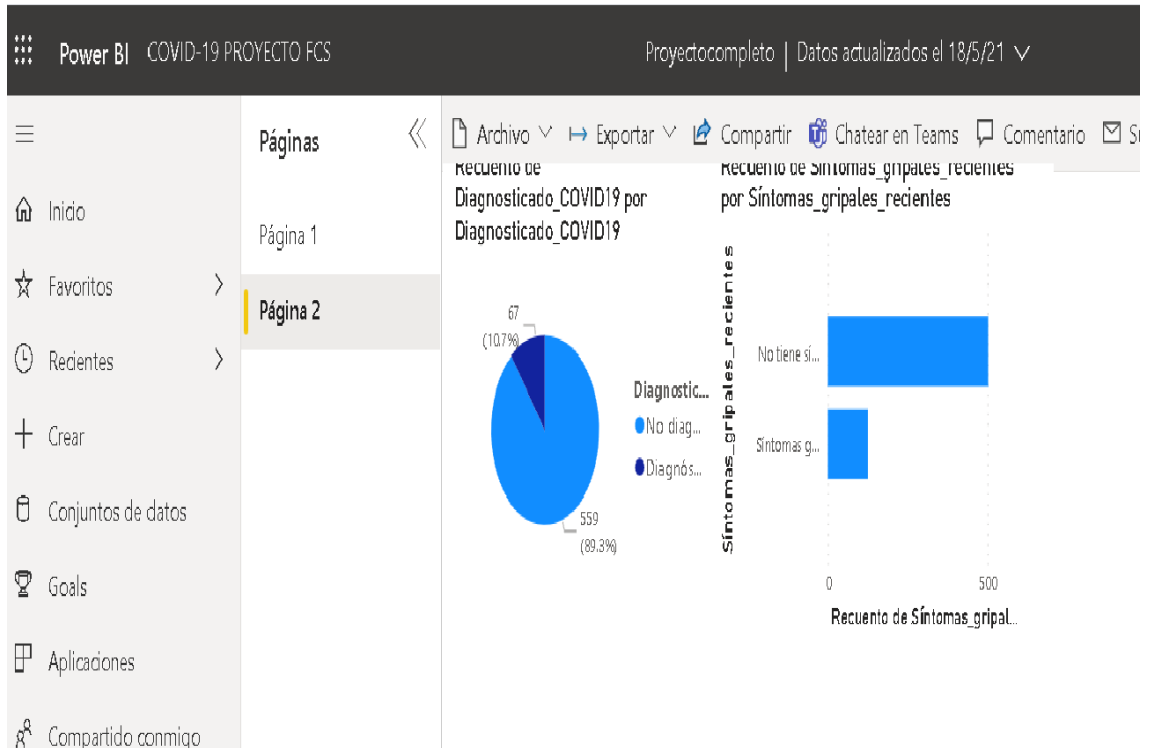 Power BI COVID-19 PROYECTO FCS
Proyectocompleto | Datos actualizados el 18/5/21
Páginas
Archivo
Exportar
Compartir
Chatear en Teams
Comentario
Su
Inicio
Favoritos
Recientes
Crear
Conjuntos de datos
Goals
Aplicaciones
Compartido conmigo
Página 1
Página 2
Recuento de
Diagnosticado_COVID19 por
Diagnosticado_COVID19
67
(10.7%)
559
(89.3%)
Diagnostic...
No diag...
Diagnós...
Recuento de Síntomas_gripales_recientes
por Síntomas_gripales_recientes
Síntomas_gripales_recientes
No tiene sí...
Síntomas g...
0
500
Recuento de Síntomas_gripal...